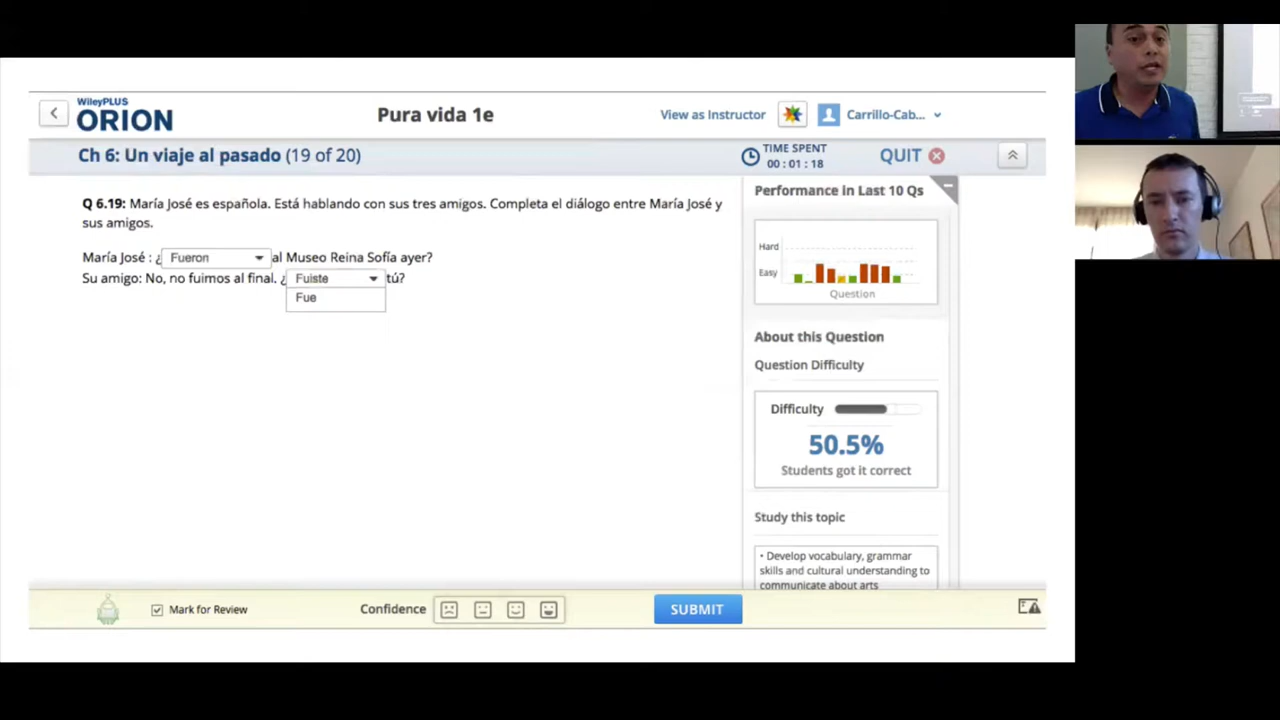 WileyPLUS
ORION
Pura vida 1e
View as Instructor
Carrillo-Cab...
Ch 6: Un viaje al pasado (19 of 20)
TIME SPENT
00 : 01 : 18
QUIT
Q 6.19: María José es española. Está hablando con sus tres amigos. Completa el diálogo entre María José y
sus amigos.
María José : ¿ Fueron al Museo Reina Sofía ayer?
Su amigo: No, no fuimos al final. ¿ Fuiste tú?
Fue
Performance in Last 10 Qs
Hard
Easy
Question
About this Question
Question Difficulty
Difficulty
50.5%
Students got it correct
Study this topic
• Develop vocabulary, grammar
skills and cultural understanding to
communicate about arts
Mark for Review
Confidence
SUBMIT